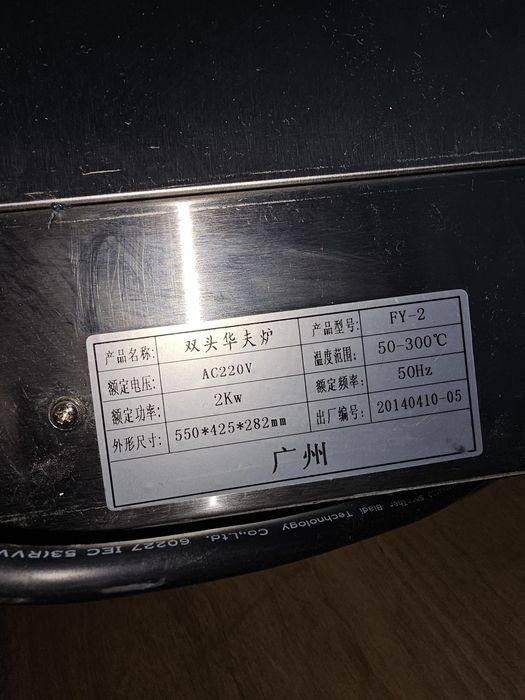 产品名称: 双头华夫炉 产品型号: FY-2
额定电压: AC220V 温度范围: 50-300℃
额定功率: 2Kw 额定频率: 50Hz
外形尺寸: 550*425*282mm 出厂编号: 20140410-05
广州
Technology Co.,Ltd. 60227 IEC 53(RVV